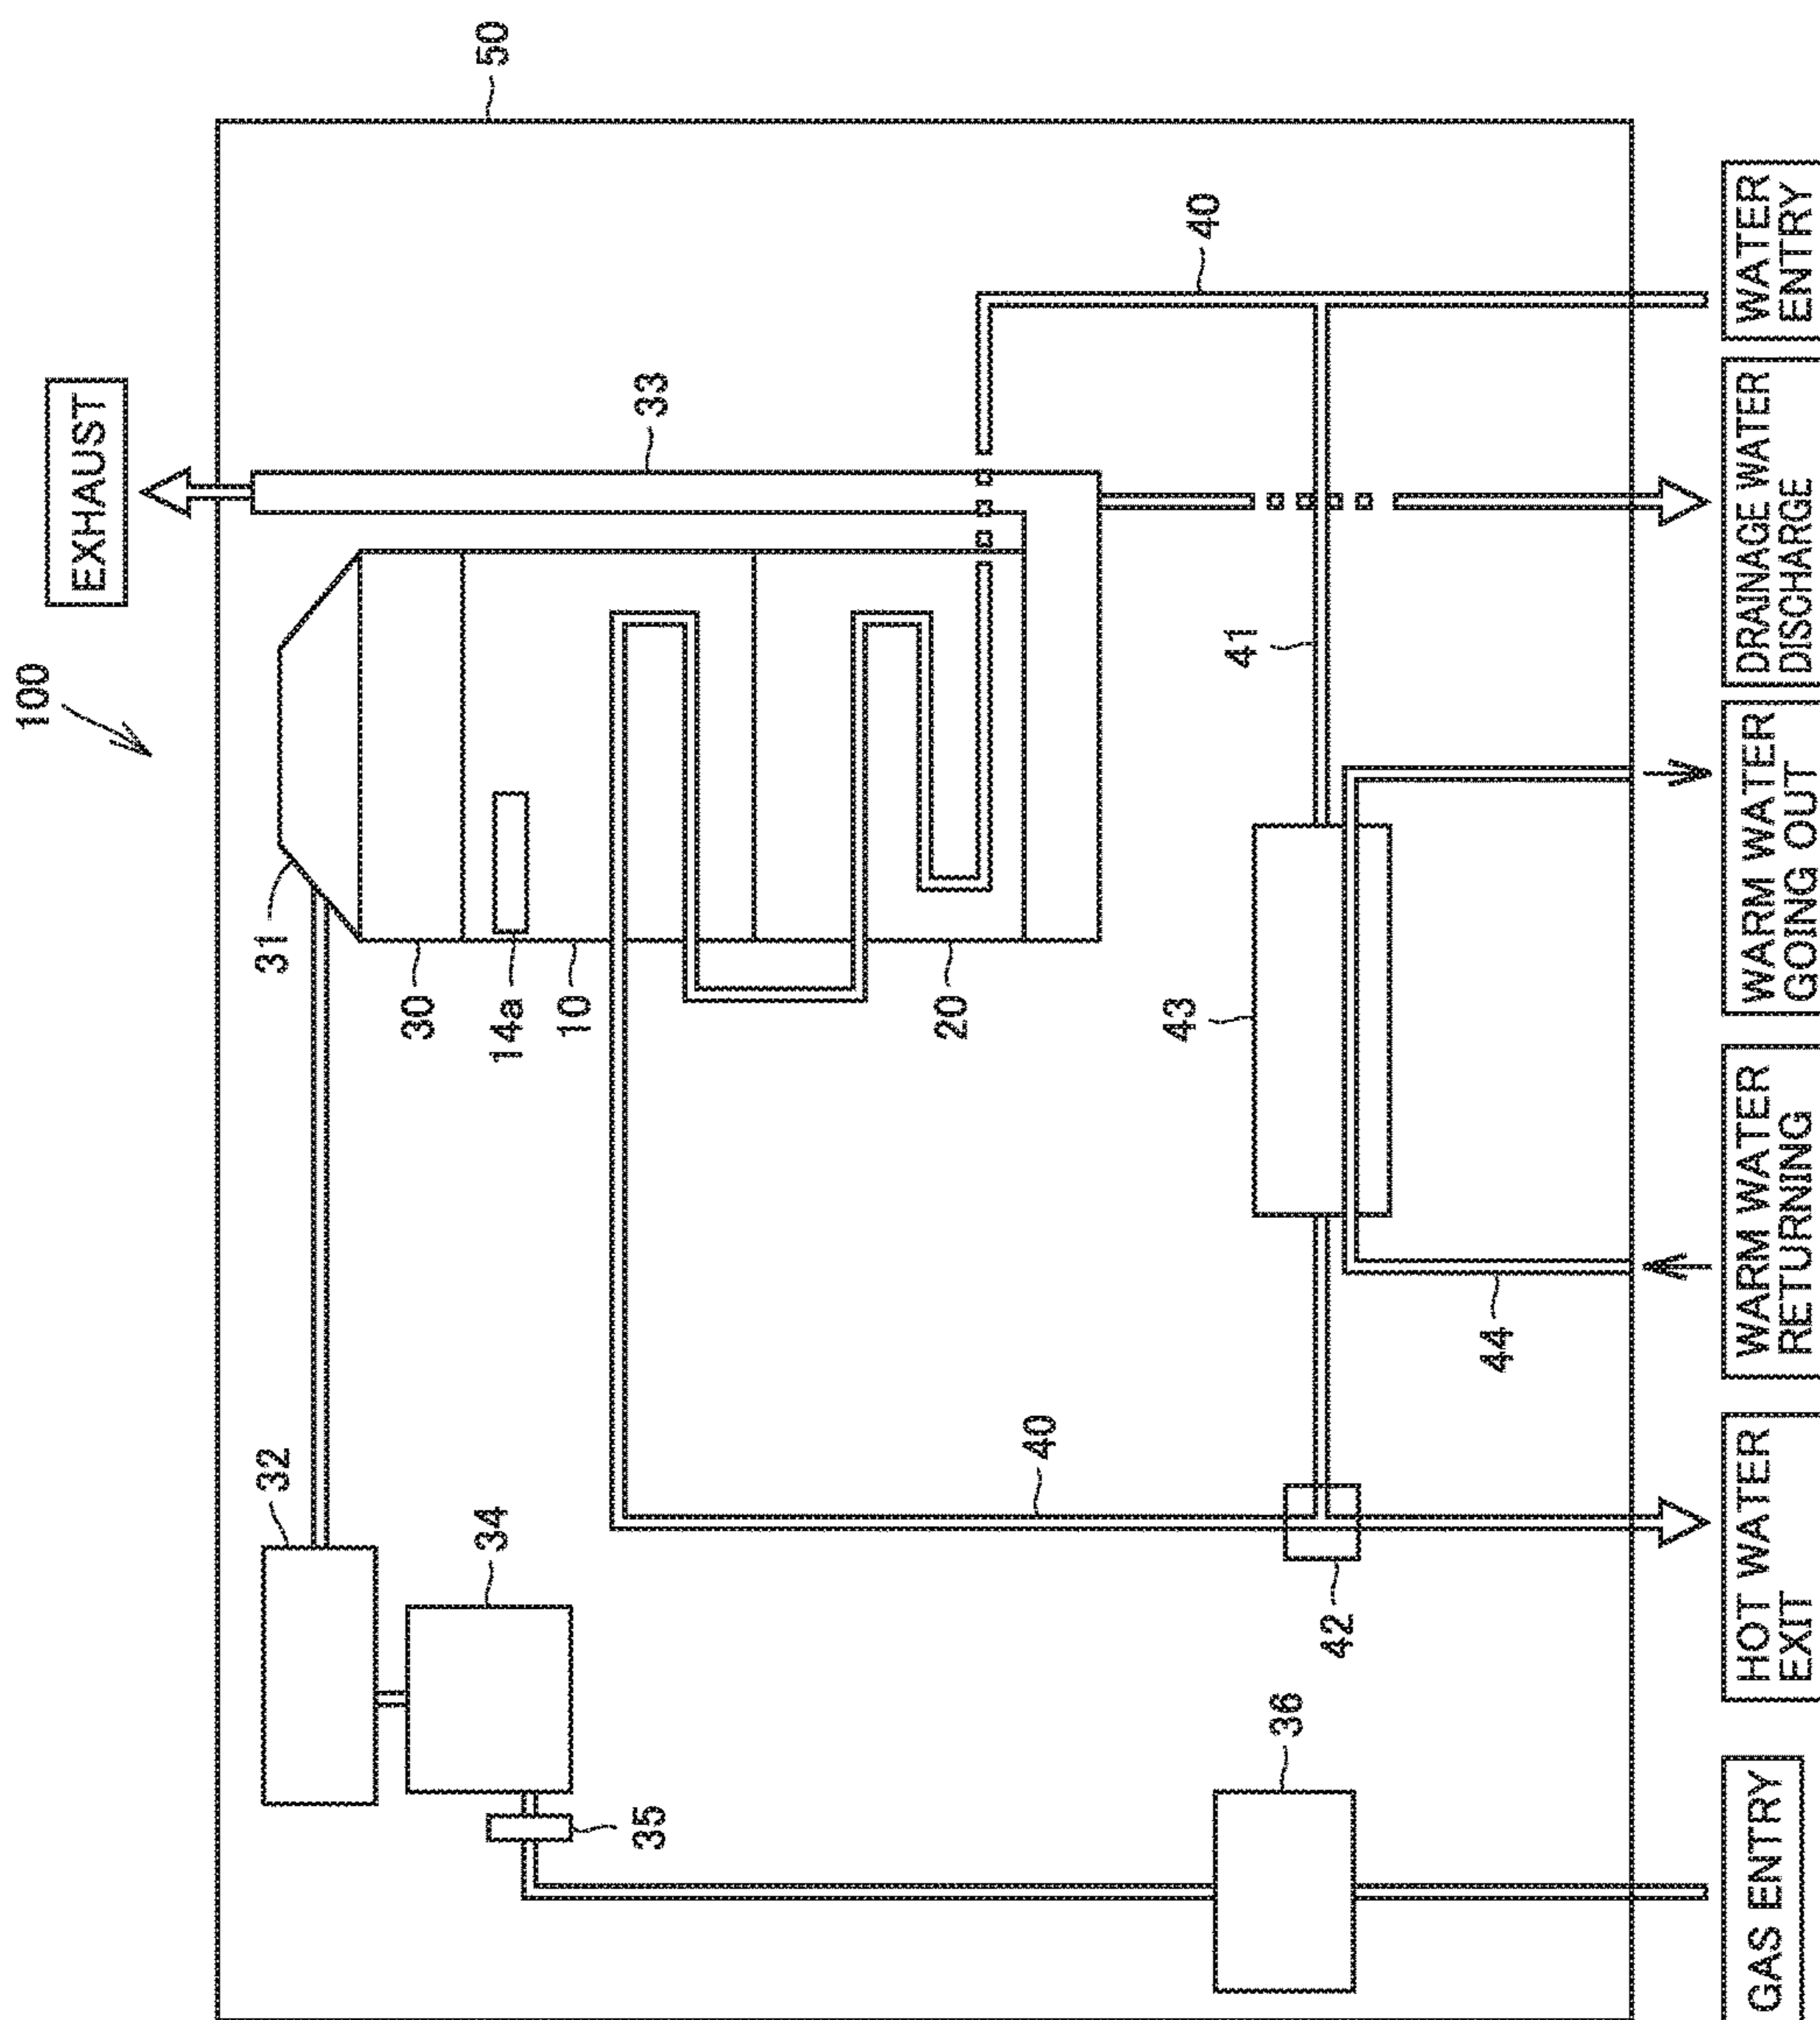 100
EXHAUST
50
31
32
33
34
35
30
14a
10
20
40
40
41
42
43
44
36
GAS ENTRY
HOT WATER
EXIT
WARM WATER
RETURNING
WARM WATER
GOING OUT
DRAINAGE WATER
DISCHARGE
WATER
ENTRY